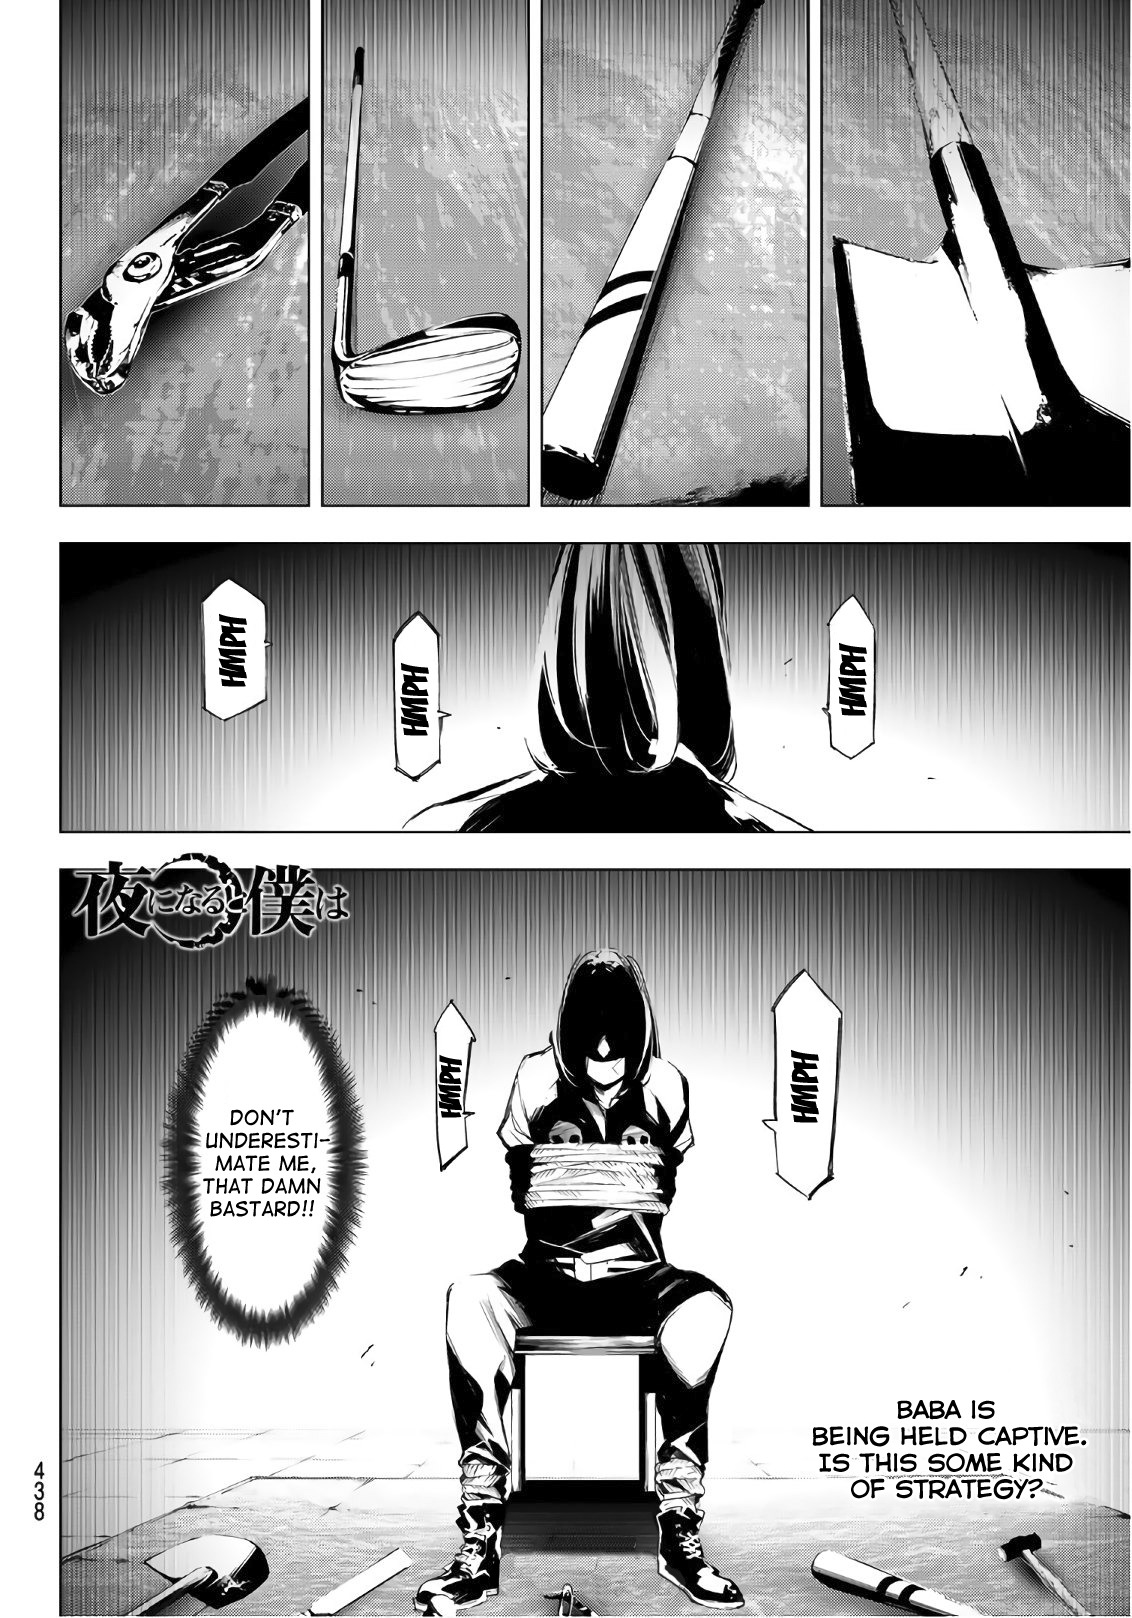 HMPH
HMPH
HMPH
夜になると僕は
HMPH
HMPH
DON'T
UNDERESTI-
MATE ME,
THAT DAMN
BASTARD!!
BABA IS
BEING HELD CAPTIVE.
IS THIS SOME KIND
OF STRATEGY?
438